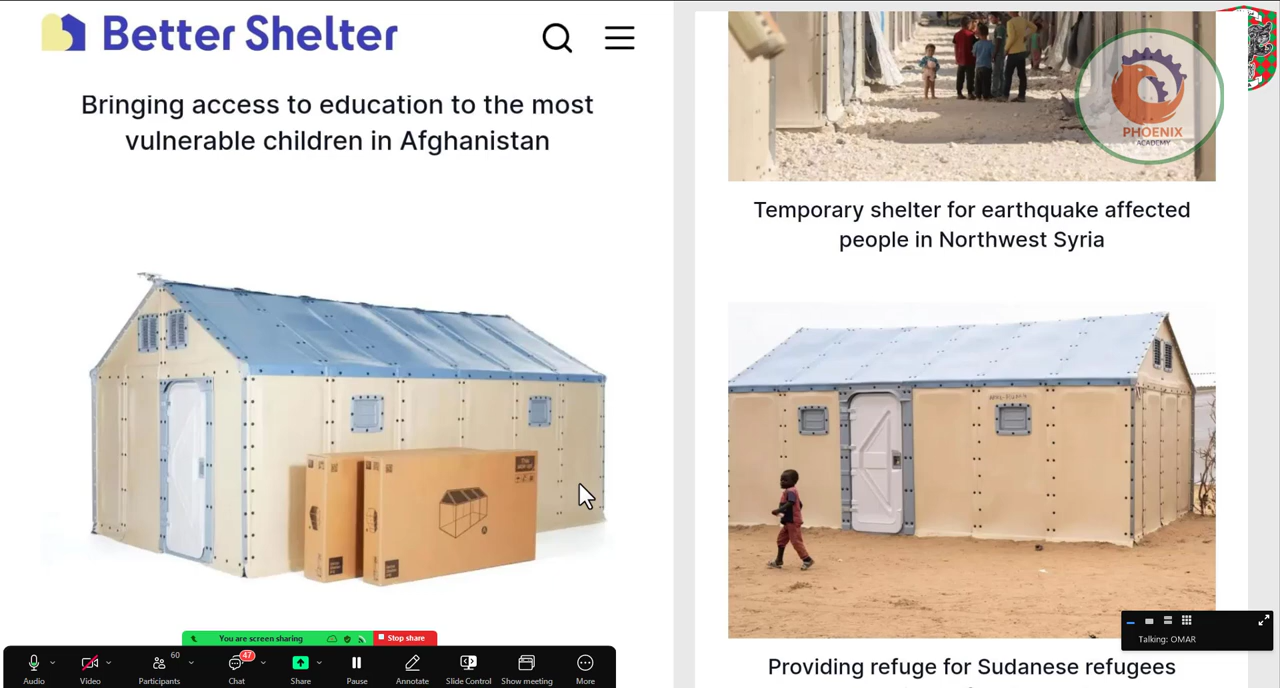 Better Shelter
Bringing access to education to the most
vulnerable children in Afghanistan
PHOENIX
ACADEMY
Temporary shelter for earthquake affected
people in Northwest Syria
Providing refuge for Sudanese refugees
You are screen sharing
Stop share
Talking: OMAR
60
47
Audio
Video
Participants
Chat
Share
Pause
Annotate
Slide Control
Show meeting
More